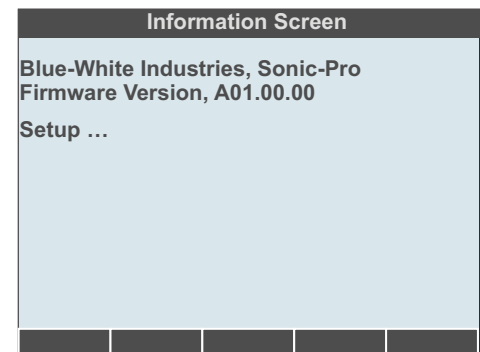 Information Screen
Blue-White Industries, Sonic-Pro
Firmware Version, A01.00.00
Setup …